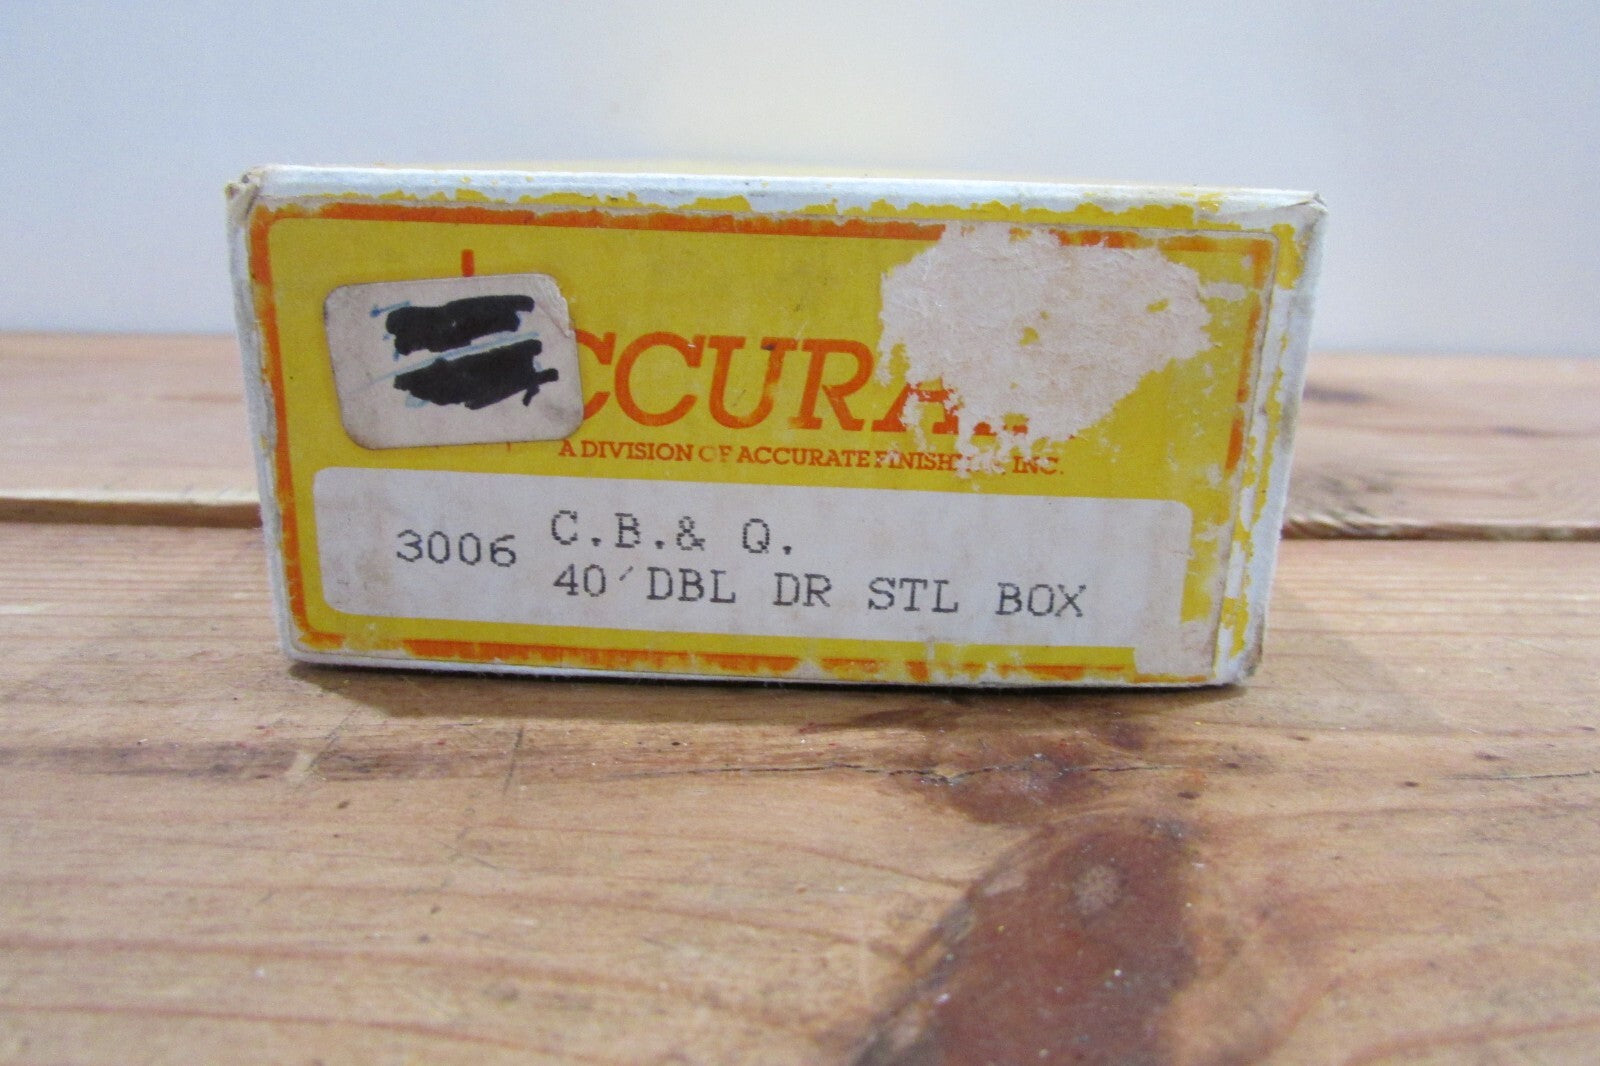 CCURA
A DIVISION OF ACCURATE FINISH INC.
3006 C.B.& Q.
40' DBL DR STL BOX